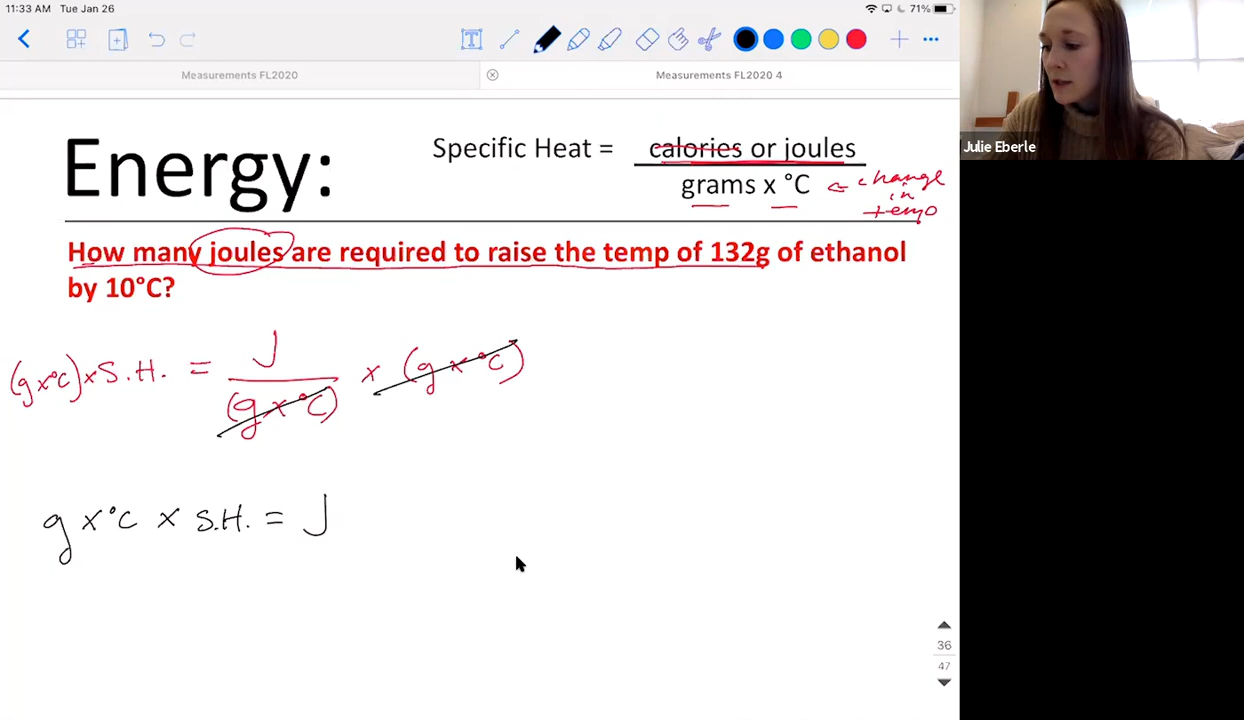 11:33 AM Tue Jan 26
71%
Measurements FL2020
Measurements FL2020 4
Julie Eberle
Energy:
Specific Heat = calories or joules
grams x °C ← change
in
temp
How many joules are required to raise the temp of 132g of ethanol
by 10°C?
(g x °C) x S.H. = J
(g x °C) x (g x °C)
g x °C x S.H. = J
36
47